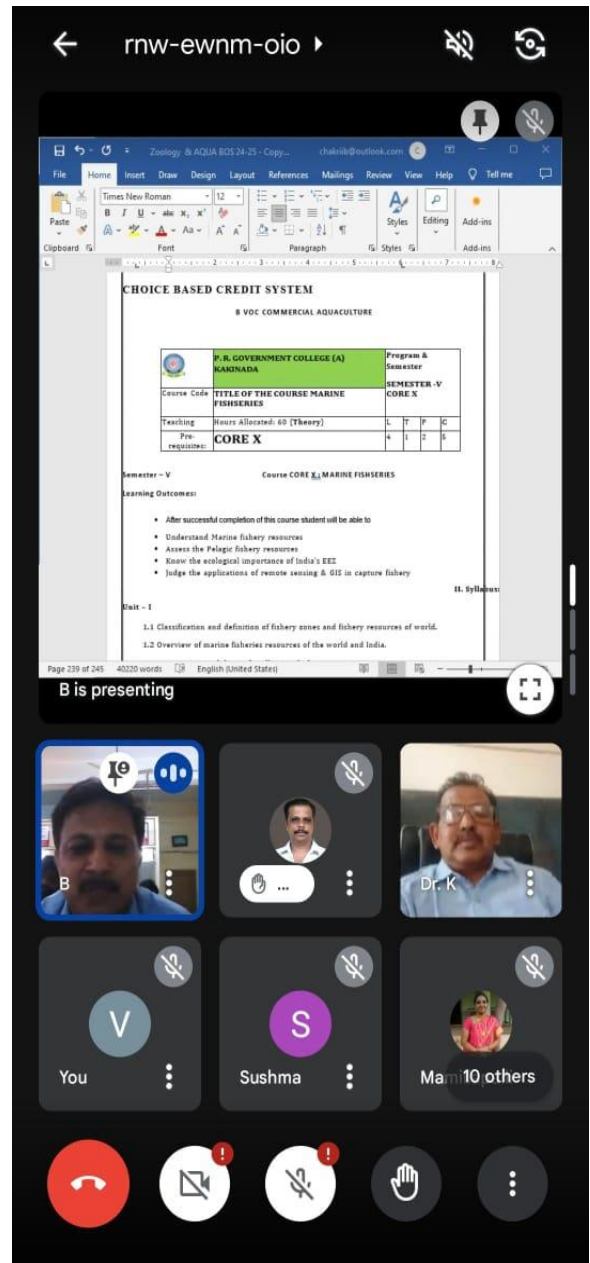 rnw-ewnm-oio
Zoology & AQUA BOS 24-25 - Copy... chakriib@outlook.com
File Home Insert Draw Design Layout References Mailings Review View Help Tell me
Times New Roman 12
Paste B I U abc x, x² Styles Editing Add-ins
Clipboard Font Paragraph Styles Add-ins
CHOICE BASED CREDIT SYSTEM
B VOC COMMERCIAL AQUACULTURE
P. R. GOVERNMENT COLLEGE (A) KAKINADA
Program & Semester
SEMESTER -V
CORE X
Course Code
TITLE OF THE COURSE MARINE FISHSERIES
Teaching Hours Allocated: 60 (Theory) L T P C
Pre-requisites: CORE X 4 1 2 5
Semester – V Course CORE X ; MARINE FISHSERIES
Learning Outcomes:
• After successful completion of this course student will be able to
• Understand Marine fishery resources
• Assess the Pelagic fishery resources
• Know the ecological importance of India's EEZ
• Judge the applications of remote sensing & GIS in capture fishery
II. Syllabus:
Unit – I
1.1 Classification and definition of fishery zones and fishery resources of world.
1.2 Overview of marine fisheries resources of the world and India.
Page 239 of 245 40220 words English (United States)
B is presenting
B
...
Dr. K
V
You
S
Sushma
10 others